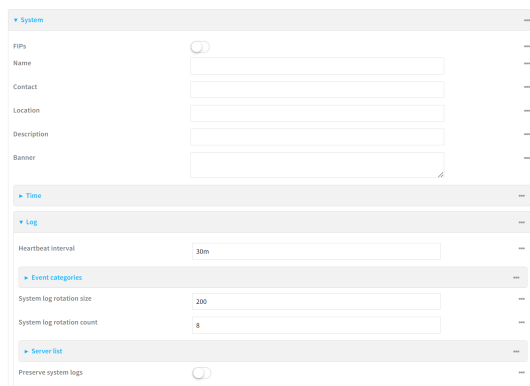 System
FIPs
Name
Contact
Location
Description
Banner
Time
Log
Heartbeat interval
30m
Event categories
System log rotation size
200
System log rotation count
8
Server list
Preserve system logs